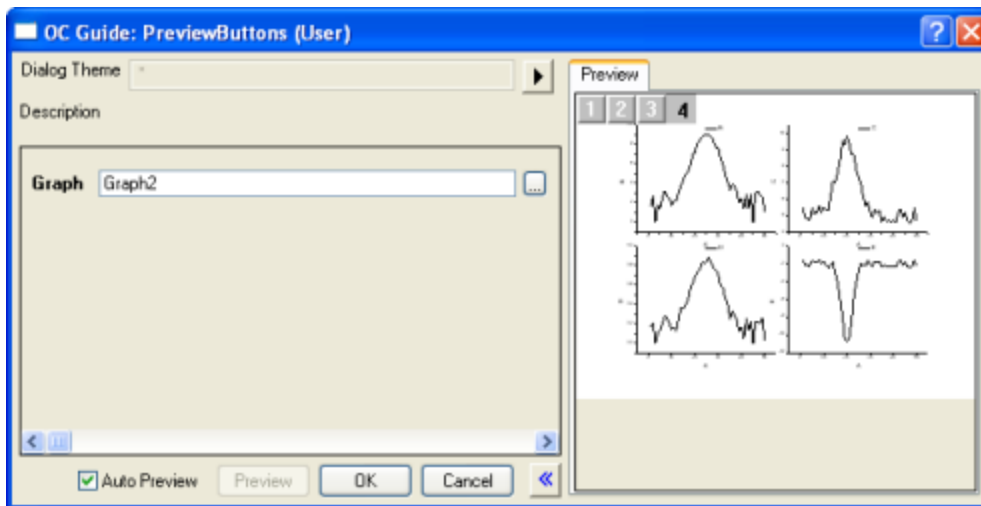 OC Guide: PreviewButtons (User)
Dialog Theme *
Description
Graph Graph2 ...
Auto Preview Preview OK Cancel
Preview
1 2 3 4